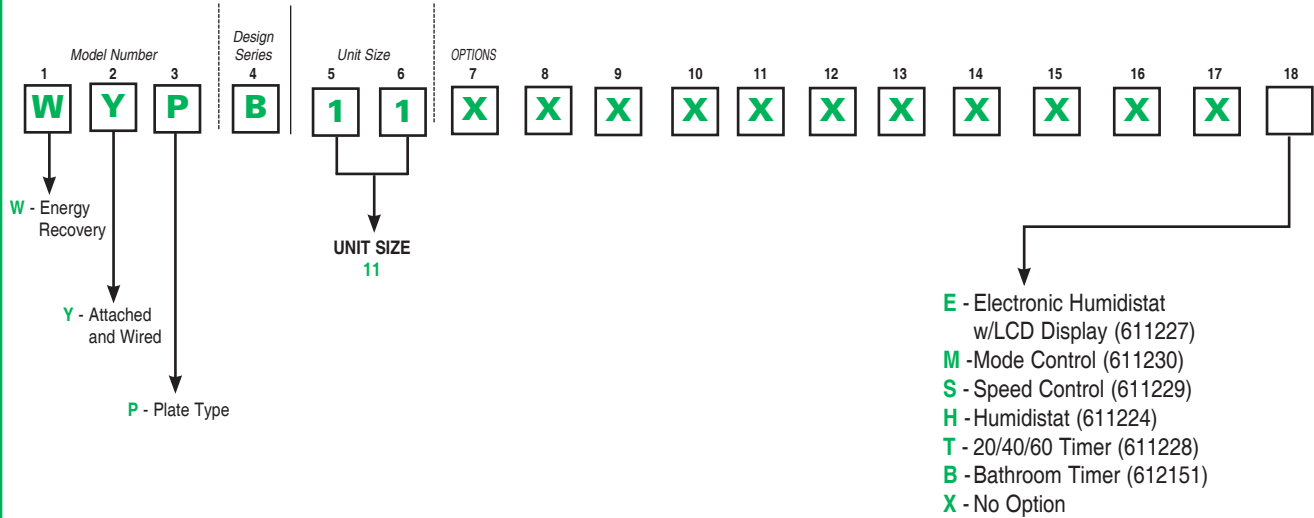 Model Number
Design
Series
Unit Size
OPTIONS
1 2 3 4 5 6 7 8 9 10 11 12 13 14 15 16 17 18
W Y P B 1 1 X X X X X X X X X X X
W - Energy
Recovery
Y - Attached
and Wired
P - Plate Type
UNIT SIZE
11
E - Electronic Humidistat
w/LCD Display (611227)
M -Mode Control (611230)
S - Speed Control (611229)
H - Humidistat (611224)
T - 20/40/60 Timer (611228)
B - Bathroom Timer (612151)
X - No Option